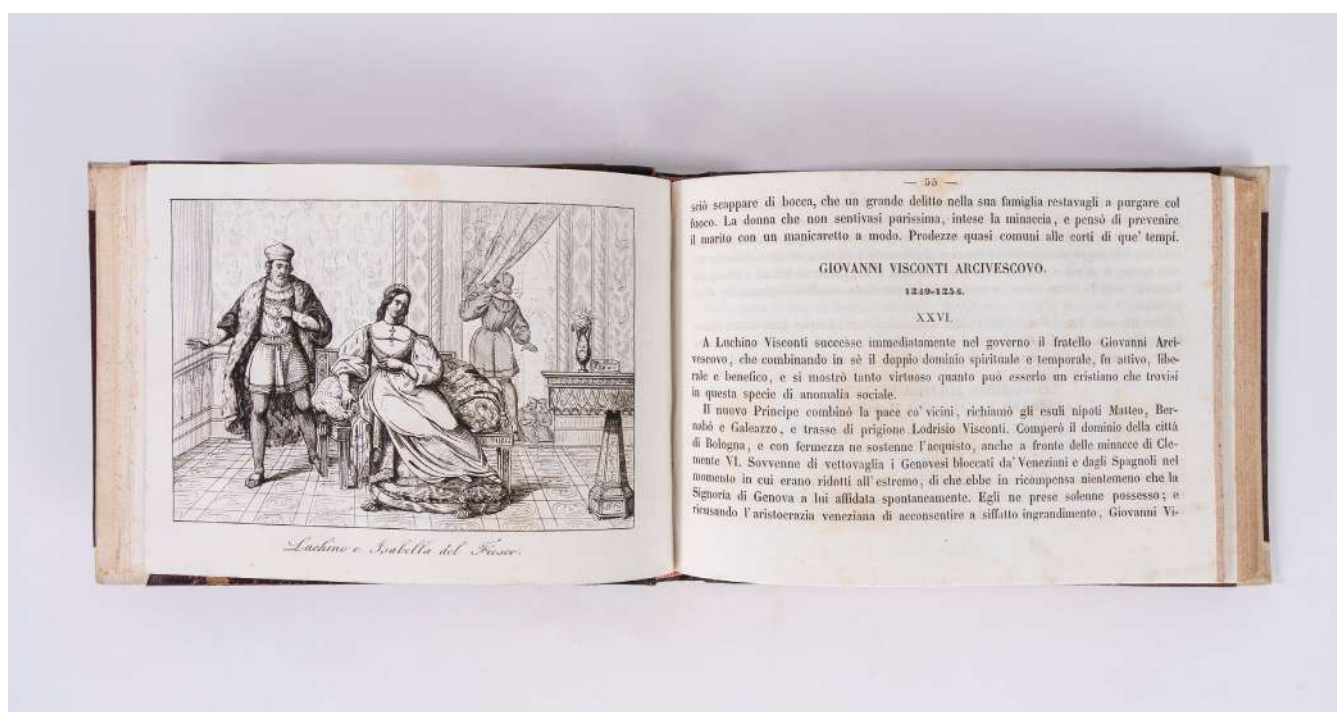 Luchino e Isabella del Fiesco.
— 55 —
sciò scappare di bocca, che un grande delitto nella sua famiglia restavagli a purgare col
fuoco. La donna che non sentivasi purissima, intese la minaccia, e pensò di prevenire
il marito con un manicaretto a modo. Prodezze quasi comuni alle corti di que' tempi.
GIOVANNI VISCONTI ARCIVESCOVO.
1349-1354.
XXVI.
A Luchino Visconti successe immediatamente nel governo il fratello Giovanni Arci-
vescovo, che combinando in sè il doppio dominio spirituale e temporale, fu attivo, libe-
rale e benefico, e si mostrò tanto virtuoso quanto può esserlo un cristiano che trovisi
in questa specie di anomalia sociale.
Il nuovo Principe combinò la pace co' vicini, richiamò gli esuli nipoti Matteo, Ber-
nabò e Galeazzo, e trasse di prigione Lodrisio Visconti. Comperò il dominio della città
di Bologna, e con fermezza ne sostenne l'acquisto, anche a fronte delle minacce di Cle-
mente VI. Sovvenne di vettovaglia i Genovesi bloccati da' Veneziani e dagli Spagnoli nel
momento in cui erano ridotti all'estremo, di che ebbe in ricompensa nientemeno che la
Signoria di Genova a lui affidata spontaneamente. Egli ne prese solenne possesso; e
ricusando l'aristocrazia veneziana di acconsentire a siffatto ingrandimento, Giovanni Vi-